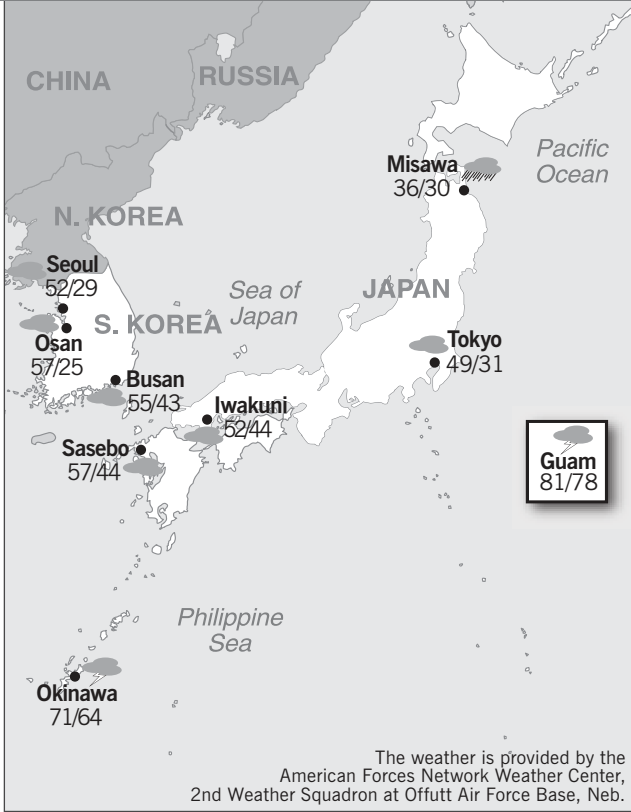 CHINA
RUSSIA
Pacific
Ocean
Misawa
36/30
N. KOREA
Seoul
52/29
Sea of
Japan
JAPAN
S. KOREA
Osan
57/25
Tokyo
49/31
Busan
55/43
Iwakuni
52/44
Sasebo
57/44
Guam
81/78
Philippine
Sea
Okinawa
71/64
The weather is provided by the
American Forces Network Weather Center,
2nd Weather Squadron at Offutt Air Force Base, Neb.